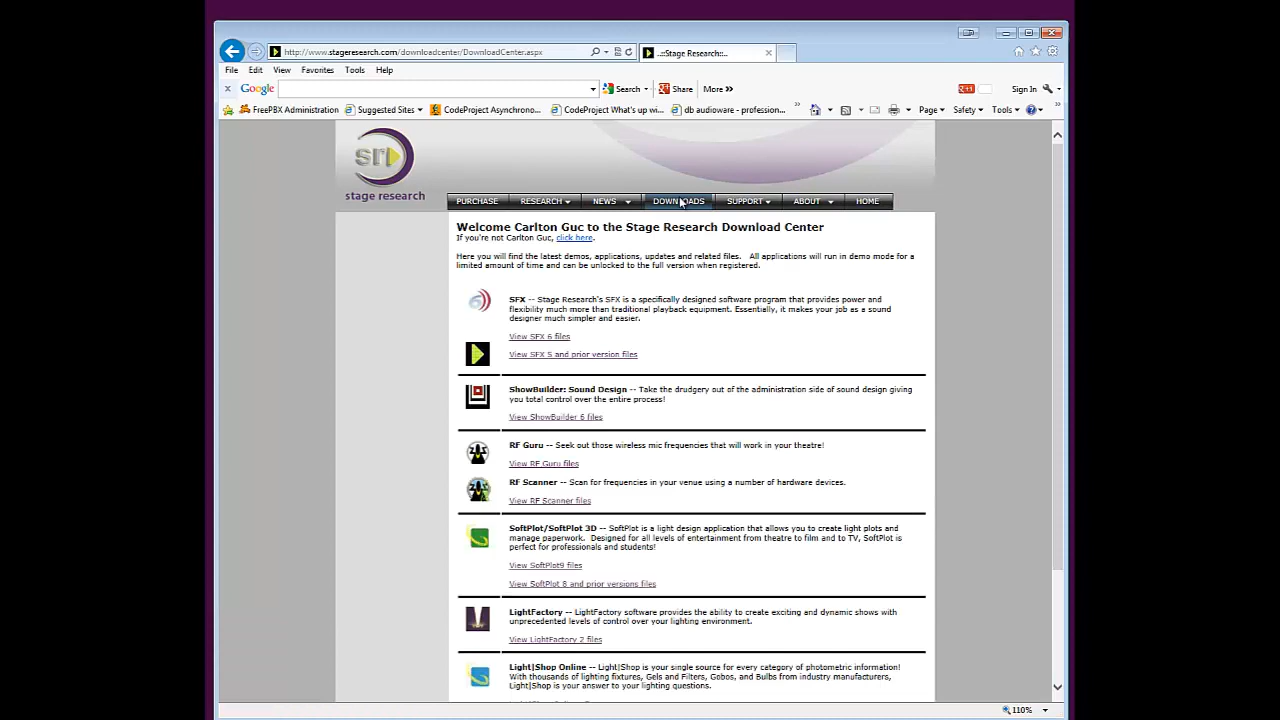 http://www.stageresearch.com/downloadcenter/DownloadCenter.aspx
..::Stage Research::..
File Edit View Favorites Tools Help
Google Search Share More » Sign In
FreePBX Administration Suggested Sites CodeProject Asynchrono... CodeProject What's up wi... db audioware - profession... » Page Safety Tools »
sr
stage research
PURCHASE RESEARCH NEWS DOWNLOADS SUPPORT ABOUT HOME
Welcome Carlton Guc to the Stage Research Download Center
If you're not Carlton Guc, click here.
Here you will find the latest demos, applications, updates and related files. All applications will run in demo mode for a
limited amount of time and can be unlocked to the full version when registered.
SFX -- Stage Research's SFX is a specifically designed software program that provides power and
flexibility much more than traditional playback equipment. Essentially, it makes your job as a sound
designer much simpler and easier.
View SFX 6 files
View SFX 5 and prior version files
ShowBuilder: Sound Design -- Take the drudgery out of the administration side of sound design giving
you total control over the entire process!
View ShowBuilder 6 files
RF Guru -- Seek out those wireless mic frequencies that will work in your theatre!
View RF Guru files
RF Scanner -- Scan for frequencies in your venue using a number of hardware devices.
View RF Scanner files
SoftPlot/SoftPlot 3D -- SoftPlot is a light design application that allows you to create light plots and
manage paperwork. Designed for all levels of entertainment from theatre to film and to TV, SoftPlot is
perfect for professionals and students!
View SoftPlot9 files
View SoftPlot 8 and prior versions files
LightFactory -- LightFactory software provides the ability to create exciting and dynamic shows with
unprecedented levels of control over your lighting environment.
View LightFactory 2 files
Light|Shop Online -- Light|Shop is your single source for every category of photometric information!
With thousands of lighting fixtures, Gels and Filters, Gobos, and Bulbs from industry manufacturers,
Light|Shop is your answer to your lighting questions.
110%